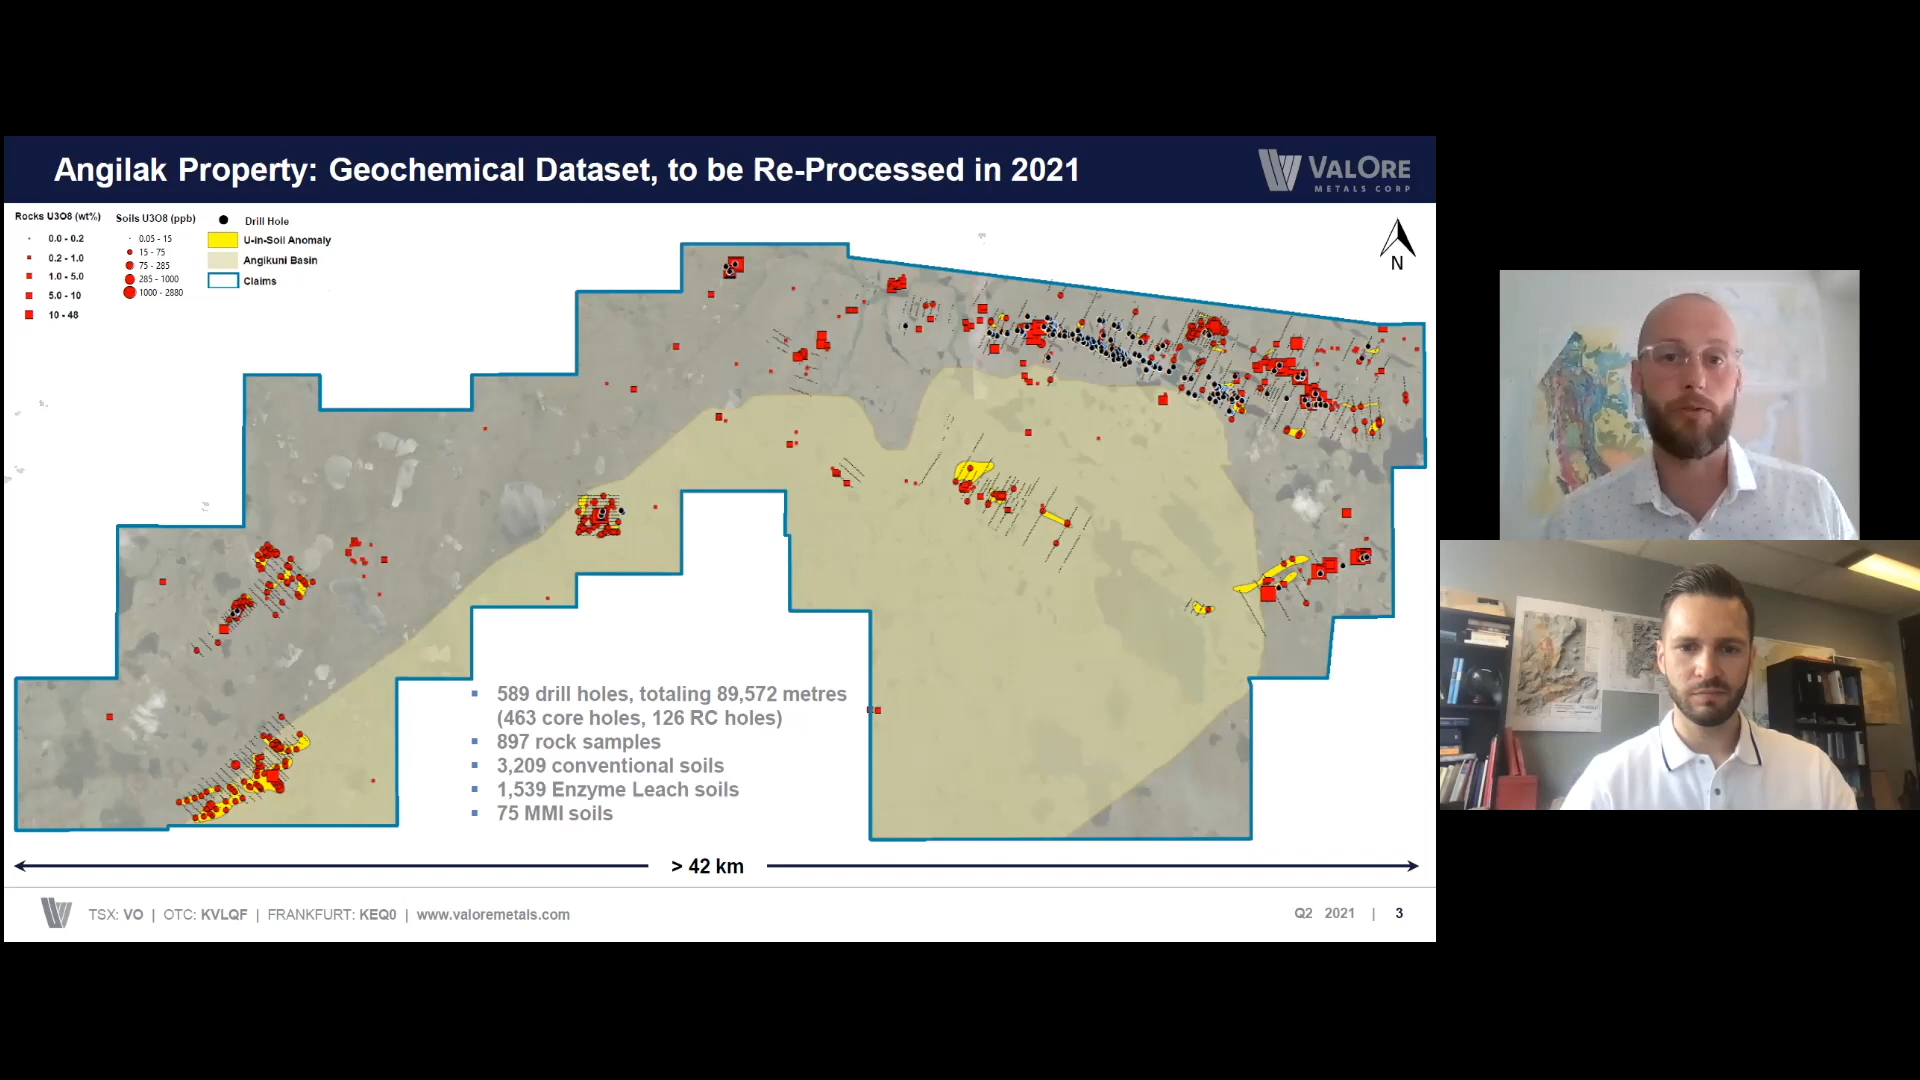 Angilak Property: Geochemical Dataset, to be Re-Processed in 2021
VALORE
METALS CORP
Rocks U3O8 (wt%)
0.0 - 0.2
0.2 - 1.0
1.0 - 5.0
5.0 - 10
10 - 48
Soils U3O8 (ppb)
0.05 - 15
15 - 75
75 - 285
285 - 1000
1000 - 2880
Drill Hole
U-in-Soil Anomaly
Angikuni Basin
Claims
N
589 drill holes, totaling 89,572 metres
(463 core holes, 126 RC holes)
897 rock samples
3,209 conventional soils
1,539 Enzyme Leach soils
75 MMI soils
> 42 km
TSX: VO | OTC: KVLQF | FRANKFURT: KEQ0 | www.valoremetals.com
Q2 2021 | 3